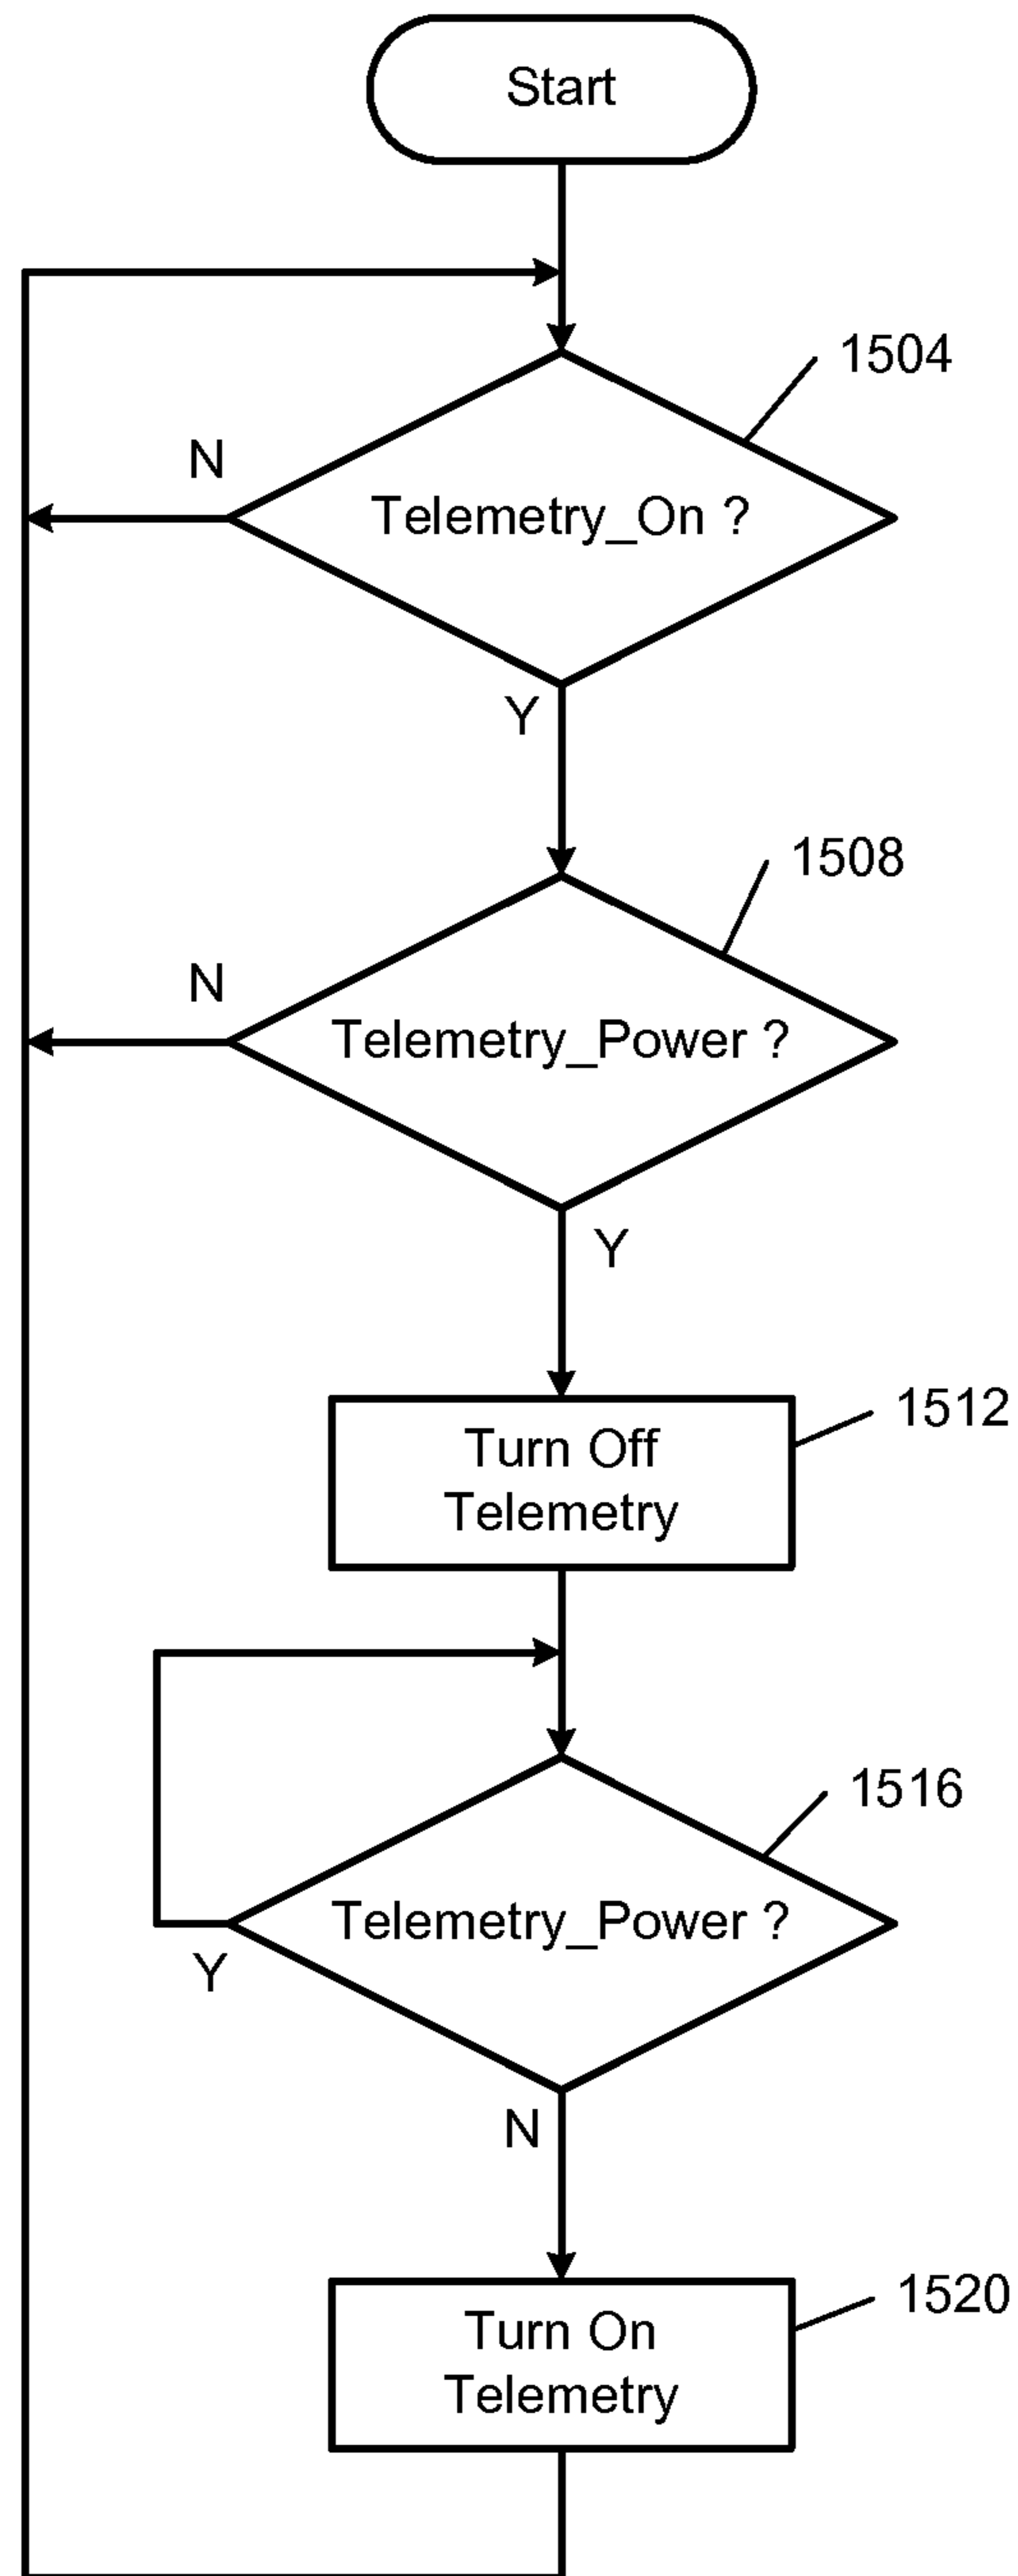 Start
1504
N
Telemetry_On ?
Y
1508
N
Telemetry_Power ?
Y
1512
Turn Off
Telemetry
1516
Telemetry_Power ?
Y
N
1520
Turn On
Telemetry